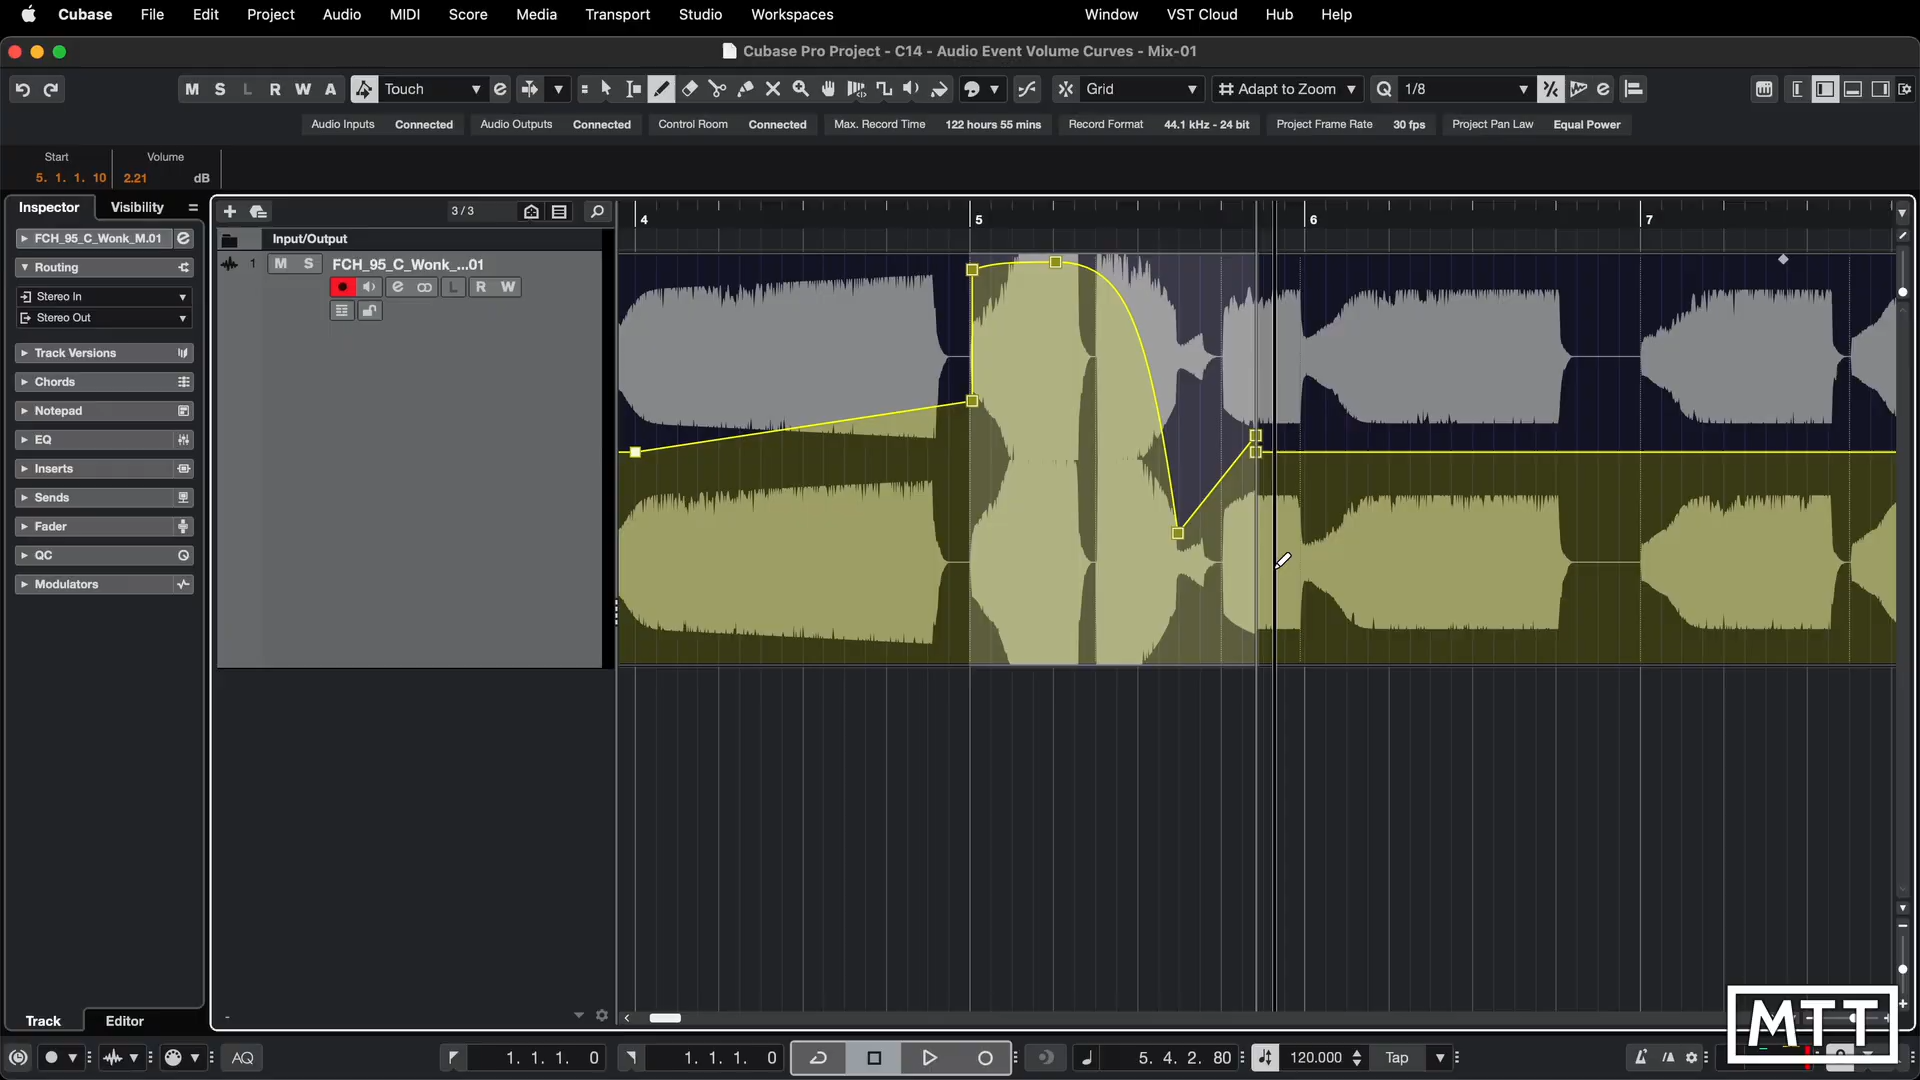 Cubase File Edit Project Audio MIDI Score Media Transport Studio Workspaces Window VST Cloud Hub Help
Cubase Pro Project - C14 - Audio Event Volume Curves - Mix-01
M S L R W A Touch e Grid Adapt to Zoom Q 1/8 e
Audio Inputs Connected Audio Outputs Connected Control Room Connected Max. Record Time 122 hours 55 mins Record Format 44.1 kHz - 24 bit Project Frame Rate 30 fps Project Pan Law Equal Power
Start Volume
5. 1. 1. 10 2.21 dB
Inspector Visibility
3/3
4 5 6 7
FCH_95_C_Wonk_M.01 e
Input/Output
1 M S FCH_95_C_Wonk_...01
e L R W
Routing
Stereo In
Stereo Out
Track Versions
Chords
Notepad
EQ
Inserts
Sends
Fader
QC
Modulators
Track Editor
MTT
AQ 1. 1. 1. 0 1. 1. 1. 0 5. 4. 2. 80 120.000 Tap